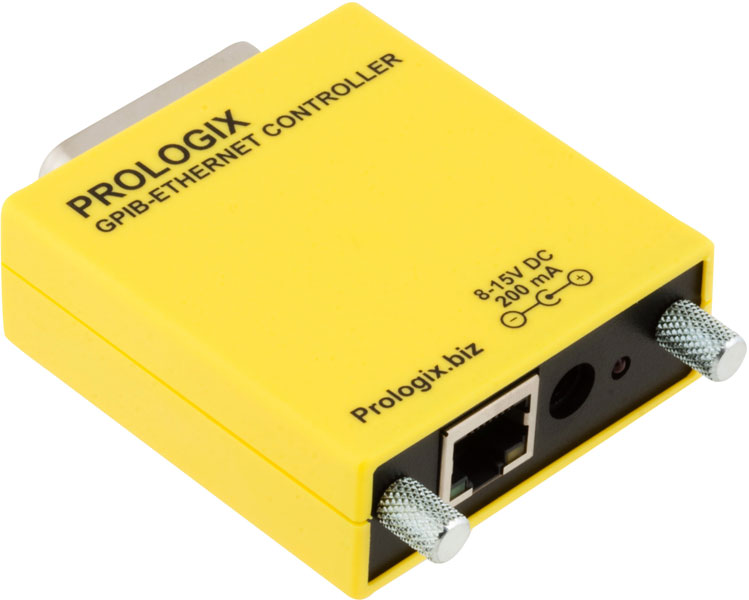 PROLOGIX
GPIB-ETHERNET CONTROLLER
8-15V DC
200 mA
Prologix.biz